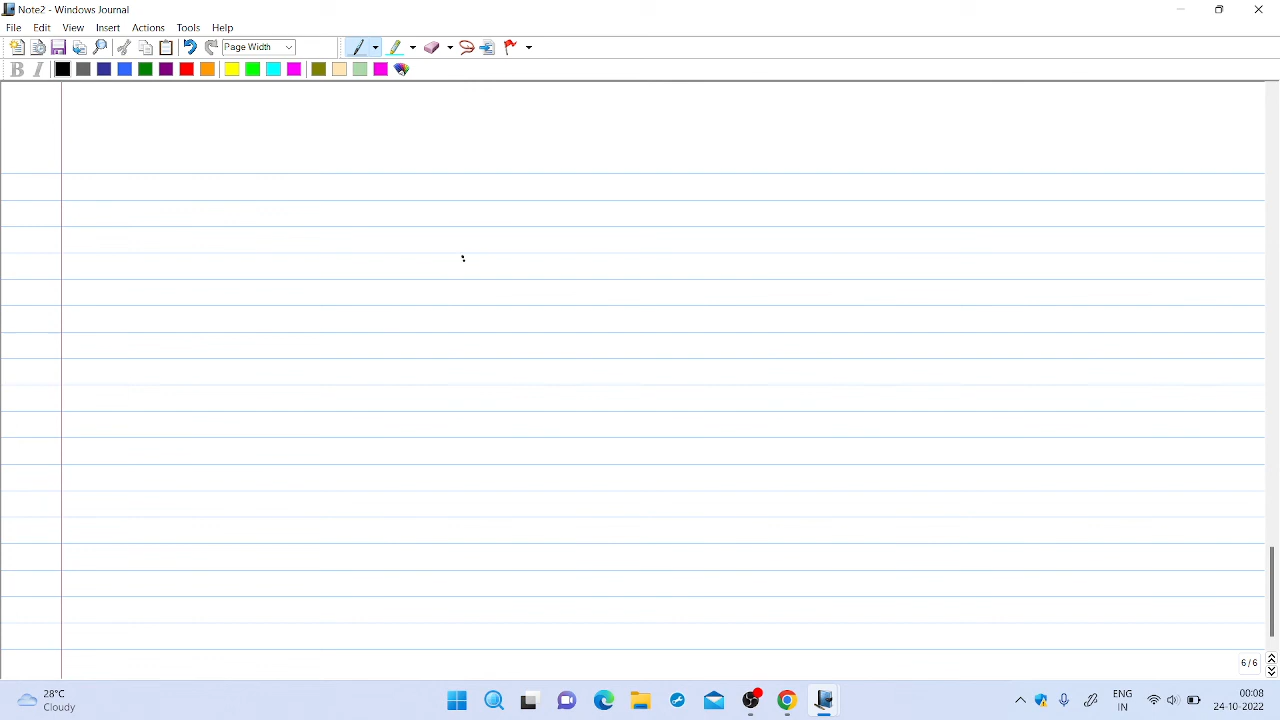 Note2 - Windows Journal
File Edit View Insert Actions Tools Help
Page Width
B I
6/6
28°C
Cloudy
ENG
IN
00:08
24-10-2022